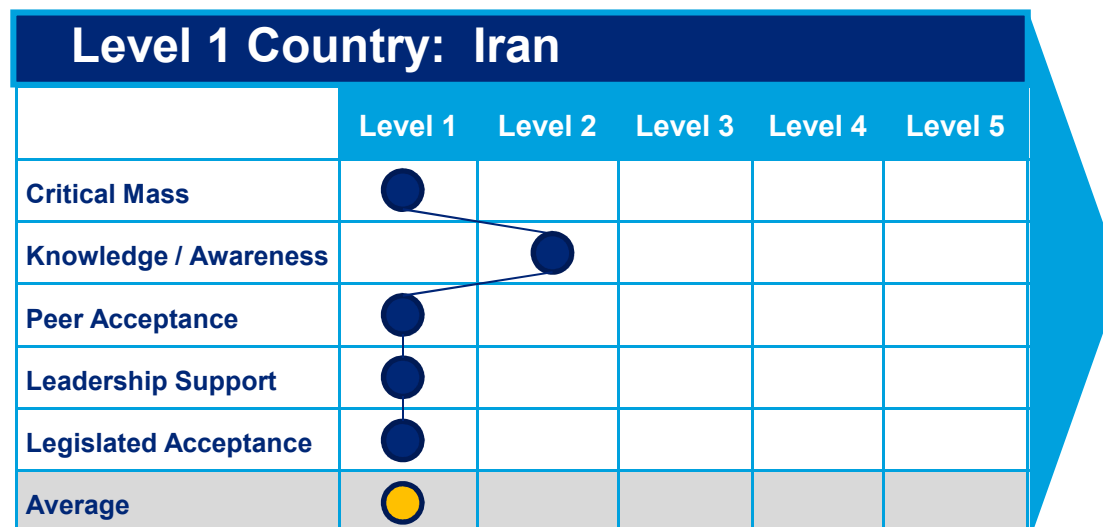 Level 1 Country: Iran
Level 1 Level 2 Level 3 Level 4 Level 5
Critical Mass
Knowledge / Awareness
Peer Acceptance
Leadership Support
Legislated Acceptance
Average